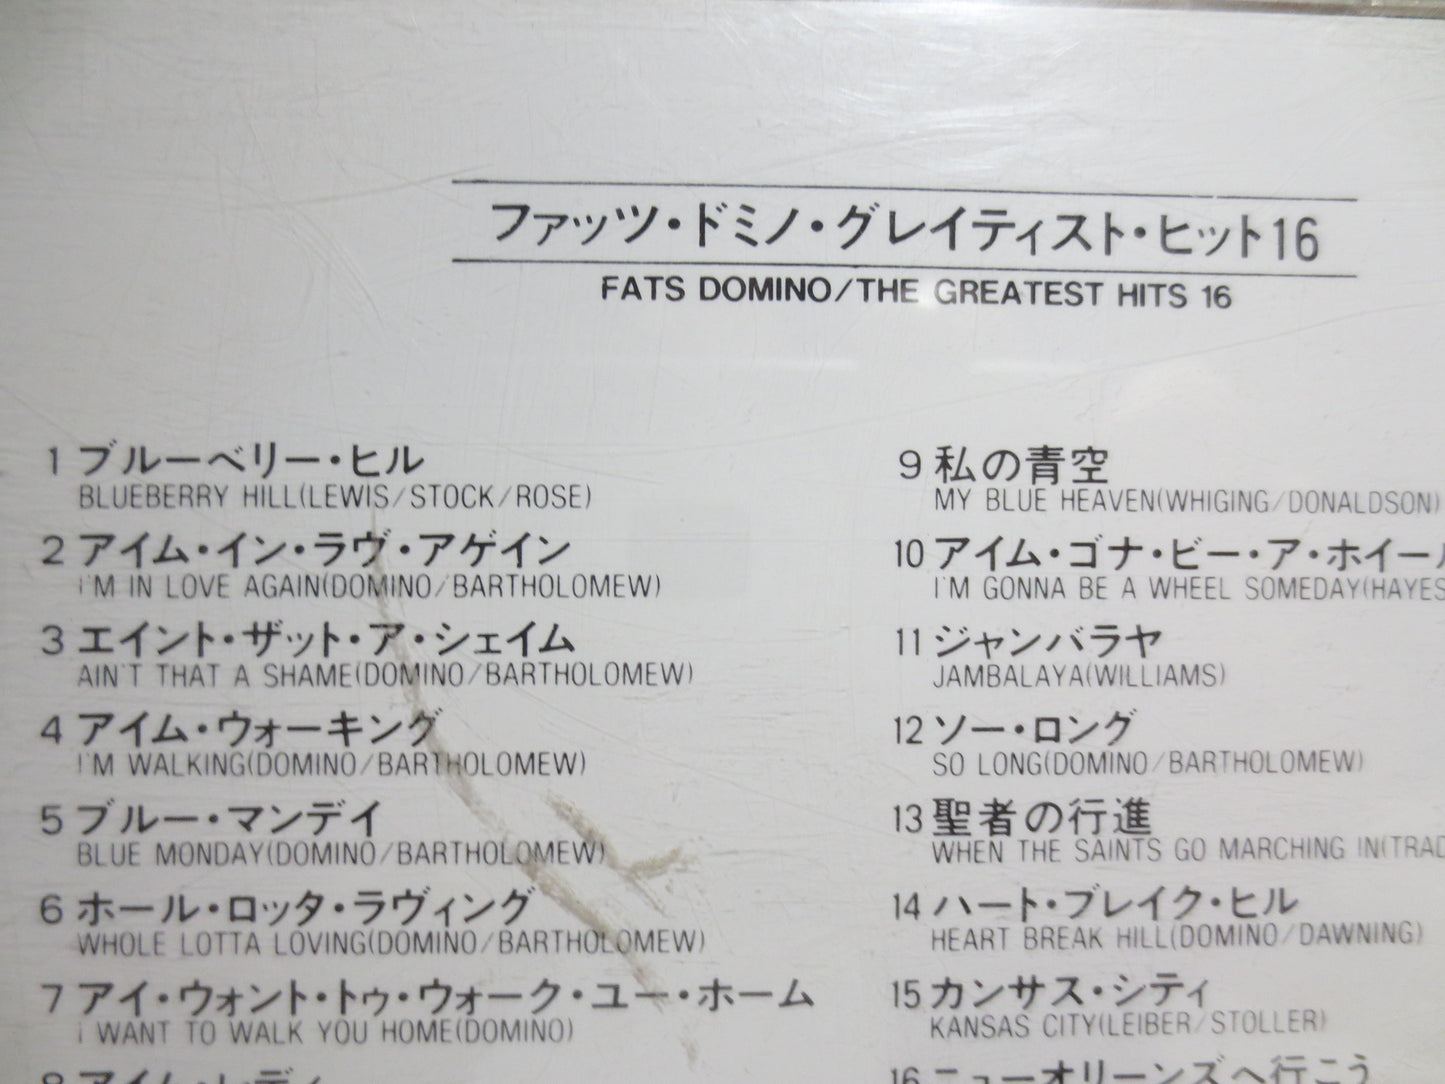 ファッツ・ドミノ・グレイティスト・ヒット16
FATS DOMINO/THE GREATEST HITS 16
1 ブルーベリー・ヒル
BLUEBERRY HILL(LEWIS/STOCK/ROSE)
2 アイム・イン・ラヴ・アゲイン
I'M IN LOVE AGAIN(DOMINO/BARTHOLOMEW)
3 エイント・ザット・ア・シェイム
AIN'T THAT A SHAME(DOMINO/BARTHOLOMEW)
4 アイム・ウォーキング
I'M WALKING(DOMINO/BARTHOLOMEW)
5 ブルー・マンデイ
BLUE MONDAY(DOMINO/BARTHOLOMEW)
6 ホール・ロッタ・ラヴィング
WHOLE LOTTA LOVING(DOMINO/BARTHOLOMEW)
7 アイ・ウォント・トゥ・ウォーク・ユー・ホーム
i WANT TO WALK YOU HOME(DOMINO)
8 アイム・レディ
9 私の青空
MY BLUE HEAVEN(WHIGING/DONALDSON)
10 アイム・ゴナ・ビー・ア・ホイール
I'M GONNA BE A WHEEL SOMEDAY(HAYES
11 ジャンバラヤ
JAMBALAYA(WILLIAMS)
12 ソー・ロング
SO LONG(DOMINO/BARTHOLOMEW)
13 聖者の行進
WHEN THE SAINTS GO MARCHING IN(TRAD
14 ハート・ブレイク・ヒル
HEART BREAK HILL(DOMINO/DAWNING)
15 カンサス・シティ
KANSAS CITY(LEIBER/STOLLER)
16 ニューオリーンズへ行こう